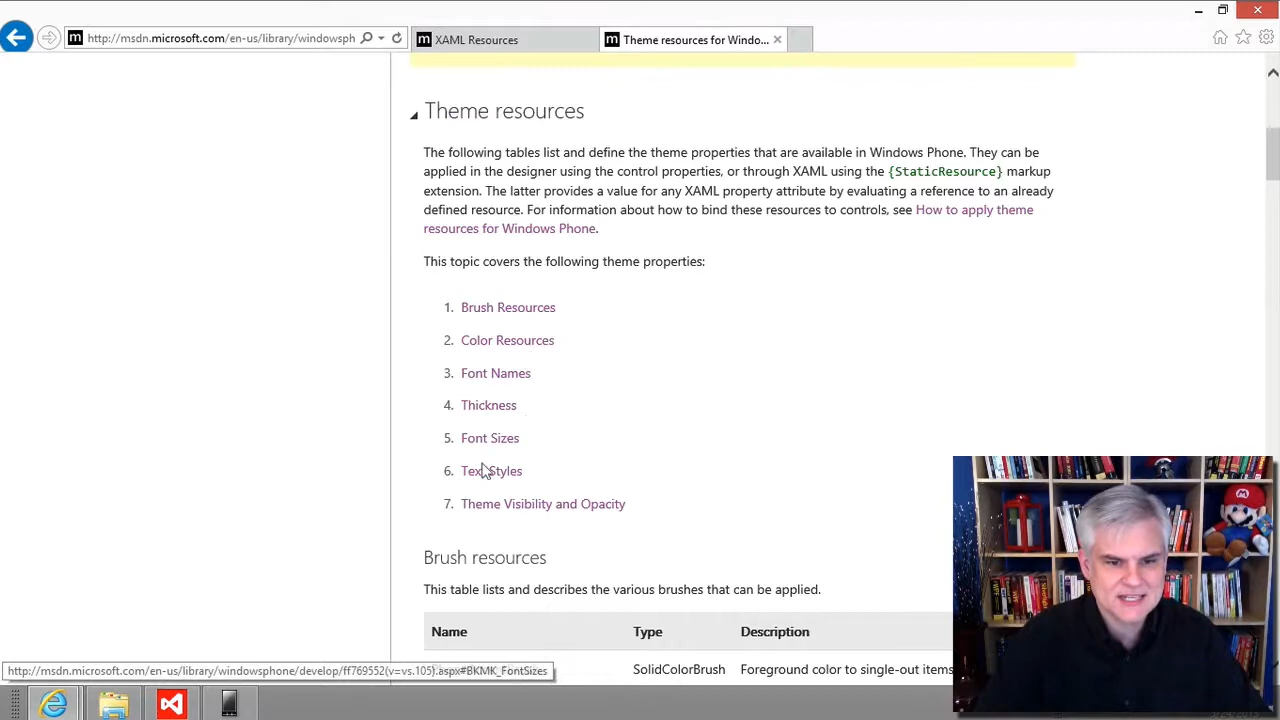 http://msdn.microsoft.com/en-us/library/windowsph
XAML Resources
Theme resources for Windo...
Theme resources
The following tables list and define the theme properties that are available in Windows Phone. They can be
applied in the designer using the control properties, or through XAML using the {StaticResource} markup
extension. The latter provides a value for any XAML property attribute by evaluating a reference to an already
defined resource. For information about how to bind these resources to controls, see How to apply theme
resources for Windows Phone.
This topic covers the following theme properties:
1. Brush Resources
2. Color Resources
3. Font Names
4. Thickness
5. Font Sizes
6. Text Styles
7. Theme Visibility and Opacity
Brush resources
This table lists and describes the various brushes that can be applied.
Name Type Description
SolidColorBrush Foreground color to single-out items
http://msdn.microsoft.com/en-us/library/windowsphone/develop/ff769552(v=vs.105).aspx#BKMK_FontSizes